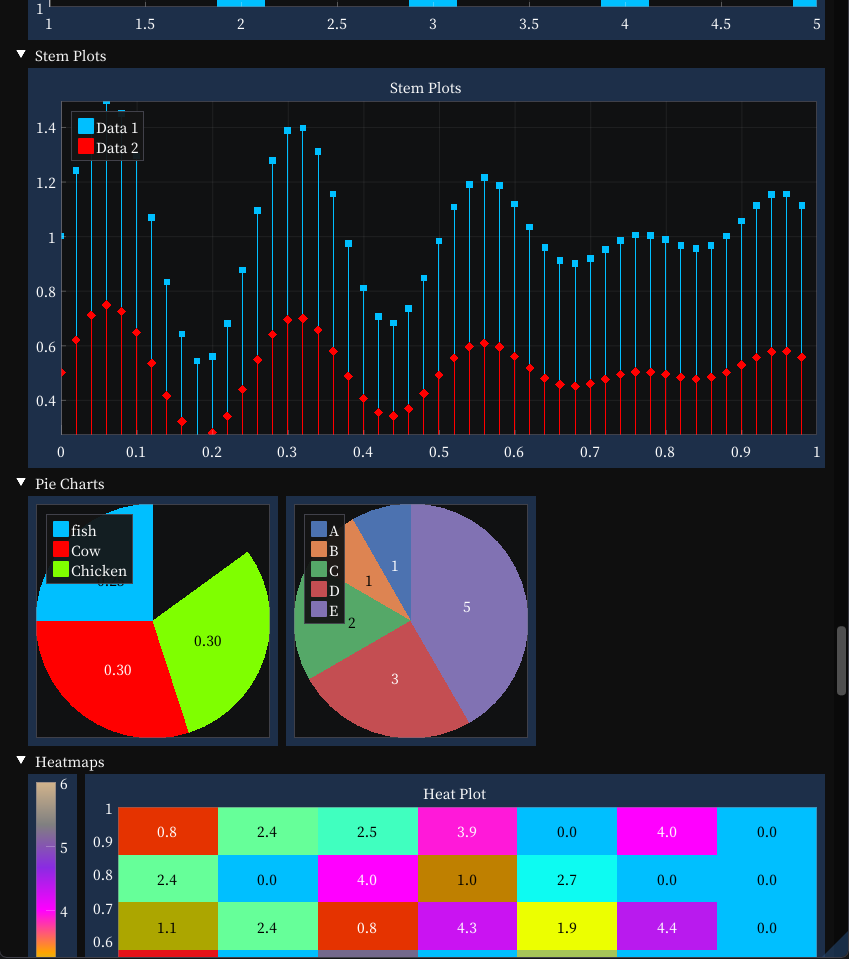 1
1 1.5 2 2.5 3 3.5 4 4.5 5
Stem Plots
Stem Plots
1.4
Data 1
Data 2
1.2
1
0.8
0.6
0.4
0 0.1 0.2 0.3 0.4 0.5 0.6 0.7 0.8 0.9 1
Pie Charts
fish
Cow
Chicken
0.30
0.30
A
B
C
D
E
1
1
2
3
5
Heatmaps
6
5
4
Heat Plot
1
0.9
0.8
0.7
0.6
0.8 2.4 2.5 3.9 0.0 4.0 0.0
2.4 0.0 4.0 1.0 2.7 0.0 0.0
1.1 2.4 0.8 4.3 1.9 4.4 0.0